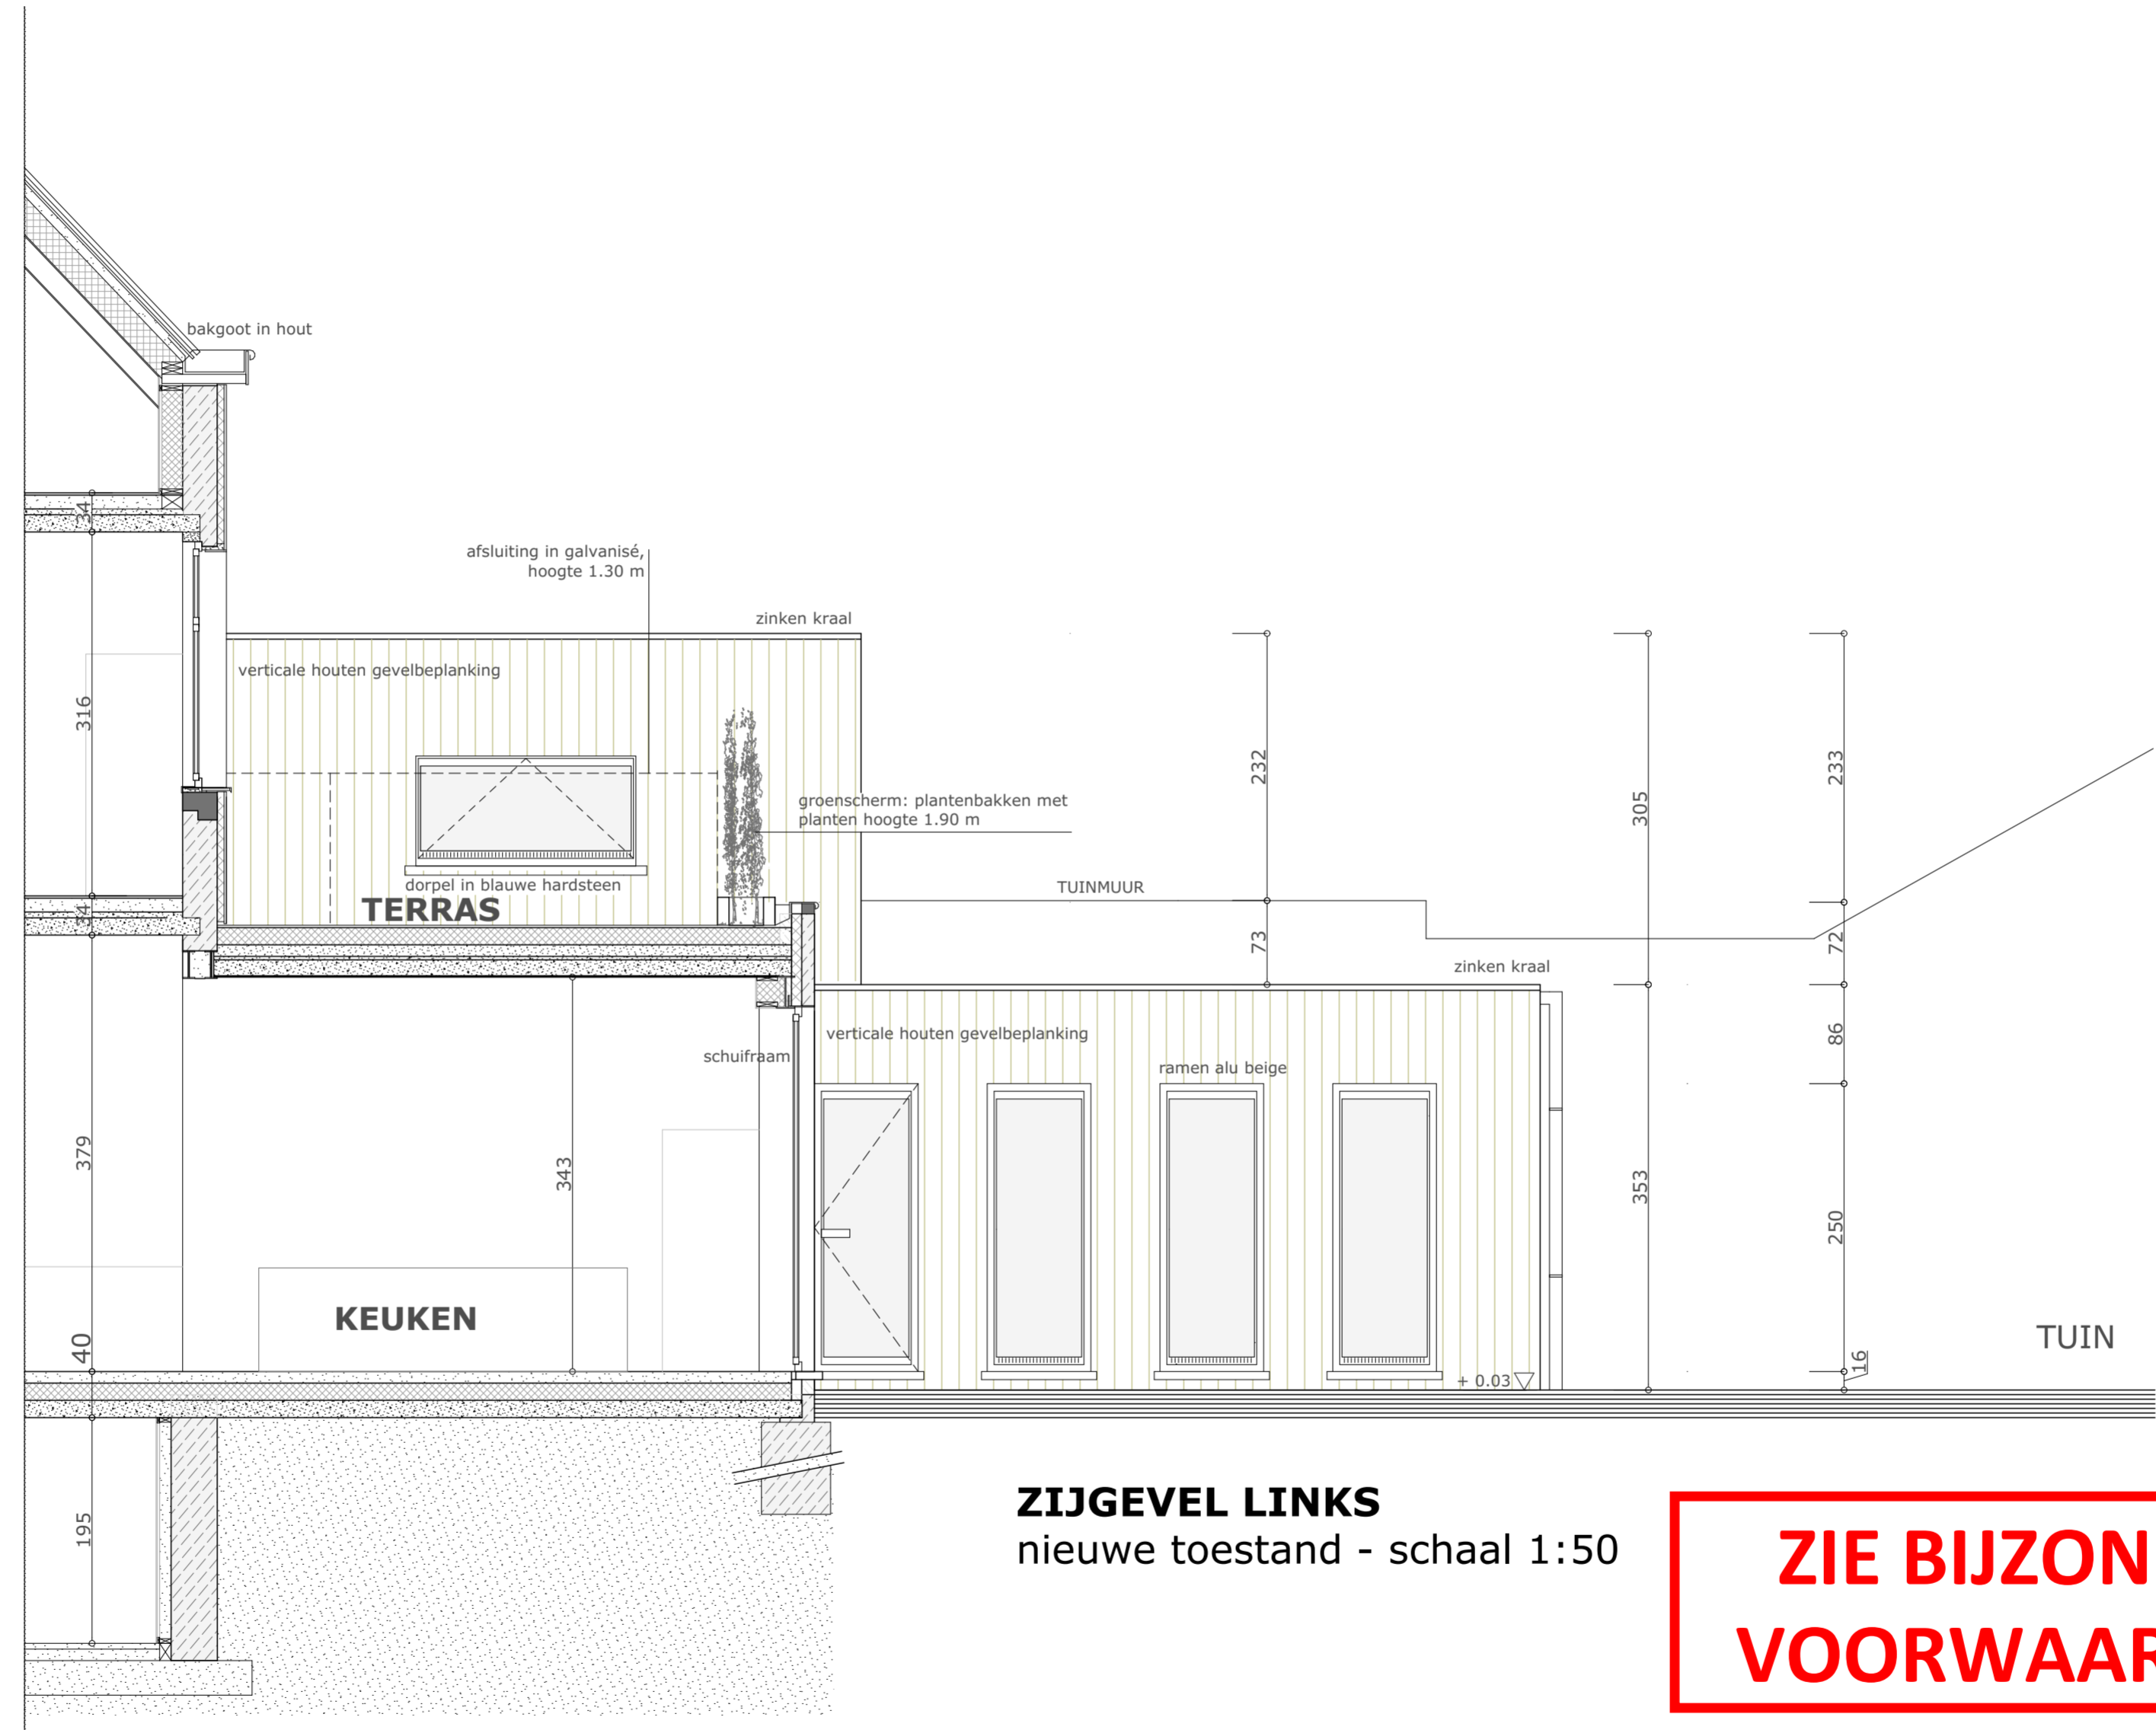 bakgoot in hout
34
afsluiting in galvanisé,
hoogte 1.30 m
zinken kraal
verticale houten gevelbeplanking
316
232
233
305
groenscherm: plantenbakken met
planten hoogte 1.90 m
dorpel in blauwe hardsteen
TUINMUUR
TERRAS
34
73
72
zinken kraal
verticale houten gevelbeplanking
86
schuifraam
ramen alu beige
379
343
353
250
KEUKEN
40
TUIN
16
+ 0.03
ZIJGEVEL LINKS
nieuwe toestand - schaal 1:50
195
ZIE BIJZON
VOORWAAR